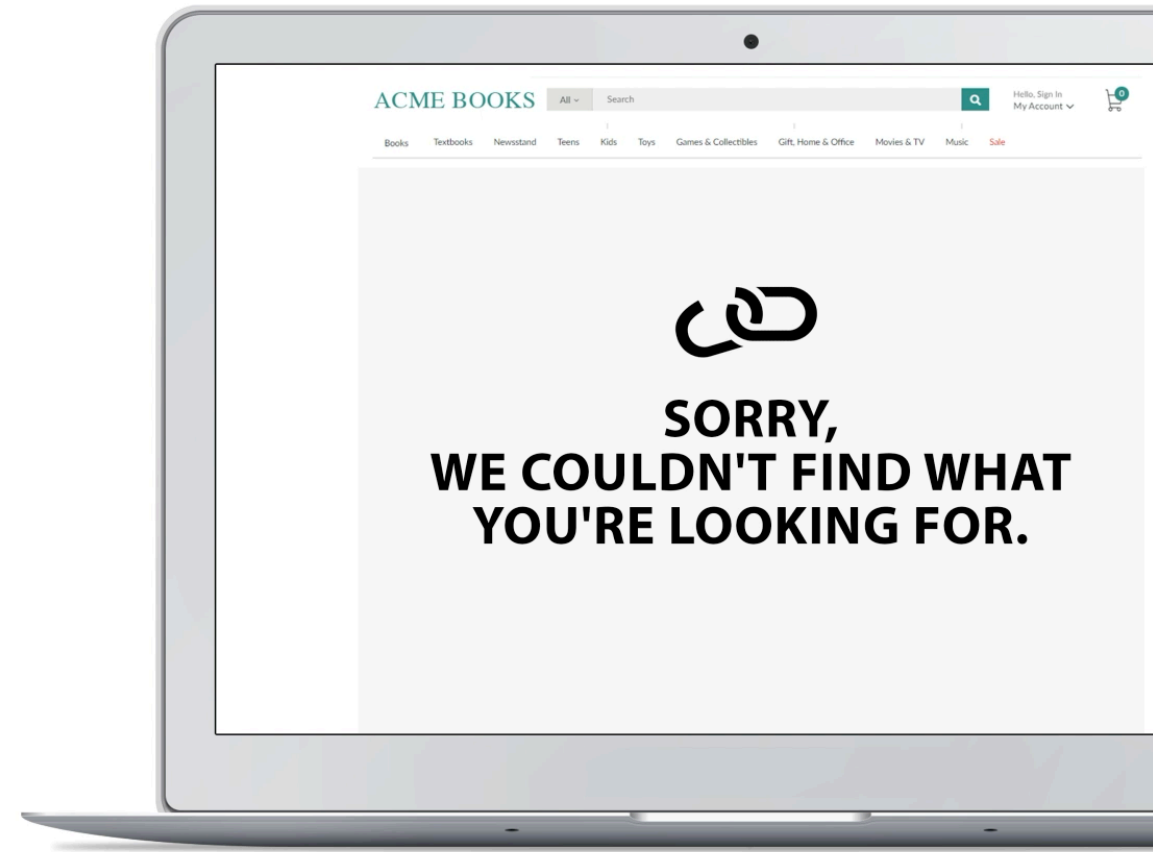 ACME BOOKS
All
Search
Hello, Sign In
My Account
0
Books Textbooks Newsstand Teens Kids Toys Games & Collectibles Gift, Home & Office Movies & TV Music Sale
SORRY,
WE COULDN'T FIND WHAT
YOU'RE LOOKING FOR.